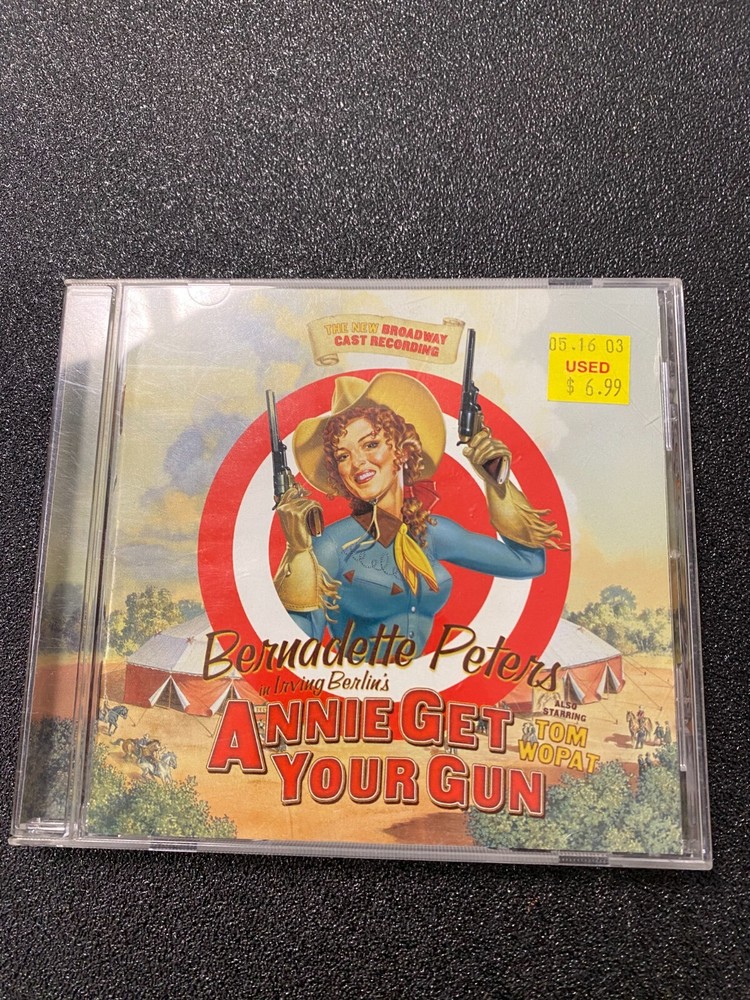 THE NEW BROADWAY
CAST RECORDING
05.16 03
USED
$ 6.99
Bernadette Peters
in Irving Berlin's
ANNIE GET
YOUR GUN
ALSO
STARRING
TOM
WOPAT